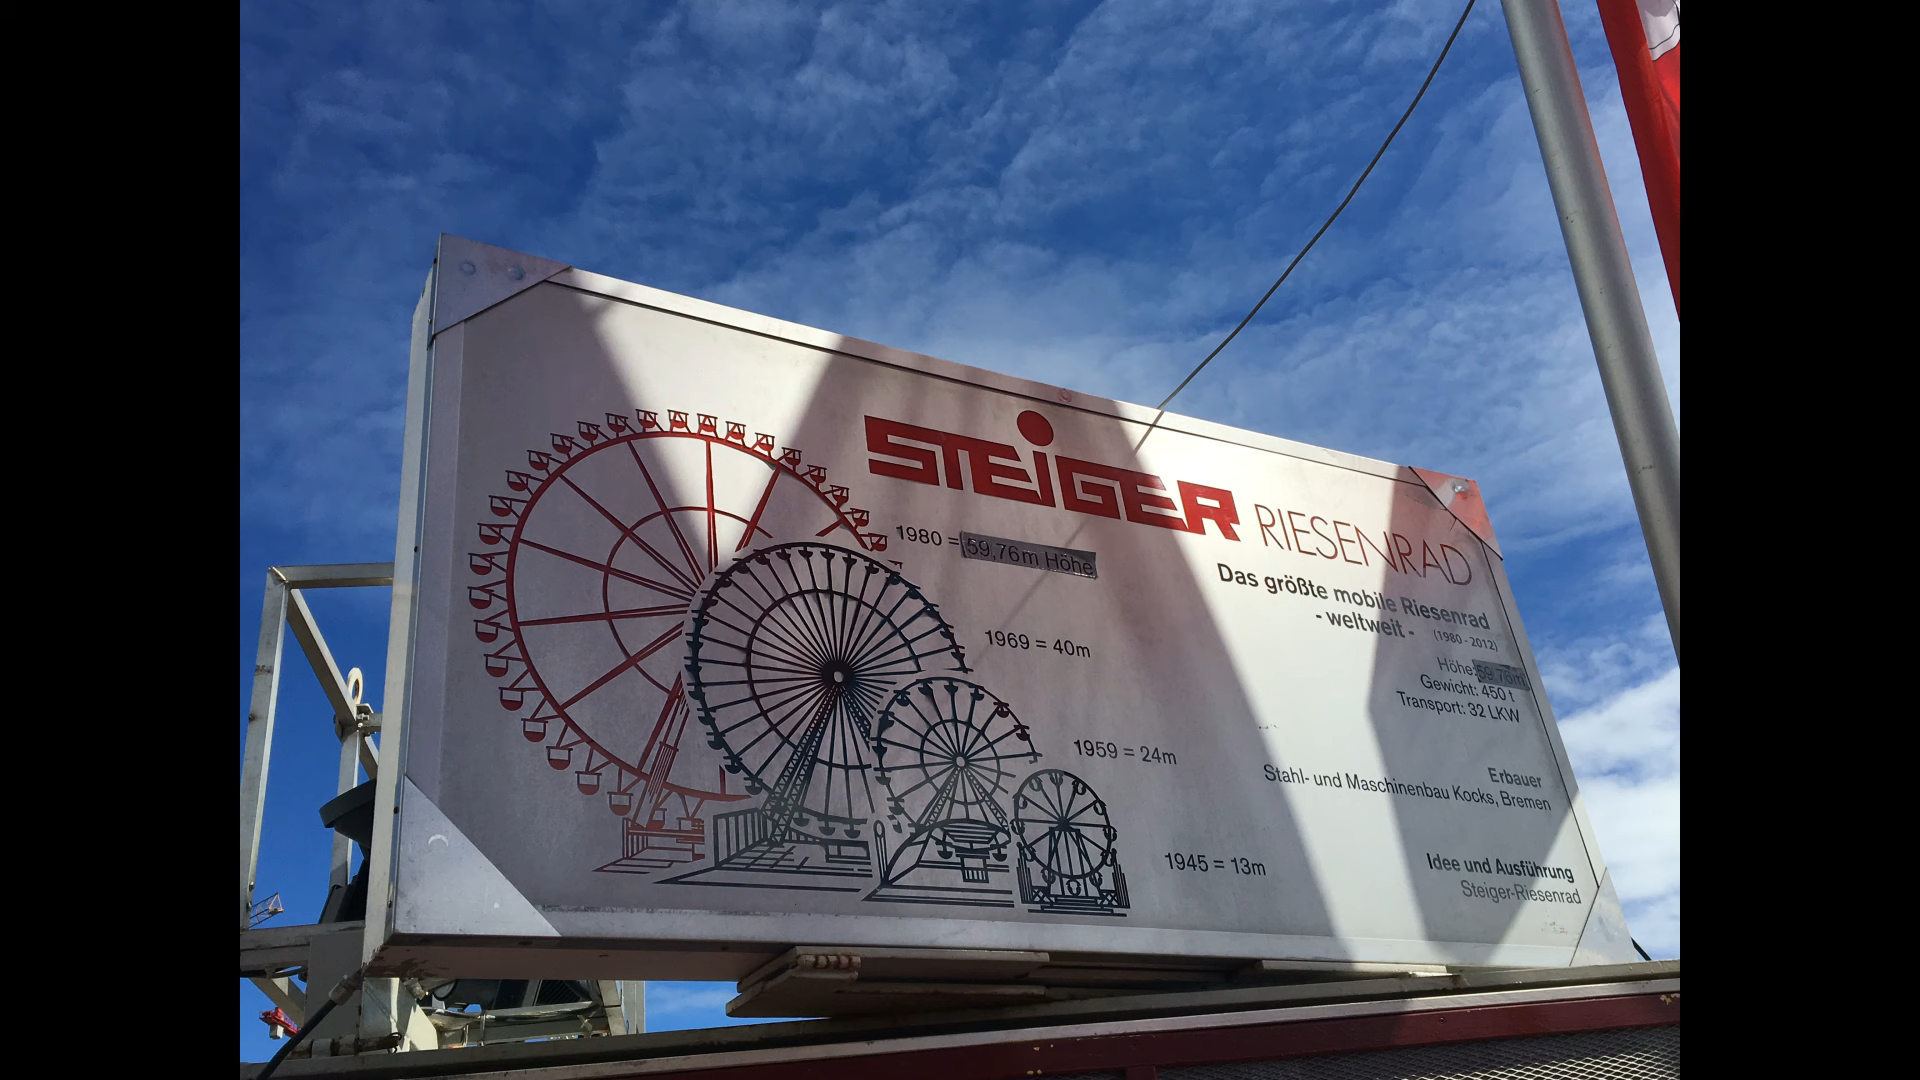 STEiGER RIESENRAD
Das größte mobile Riesenrad
- weltweit - (1980 - 2012)
1980 = 59,76m Höhe
1969 = 40m
1959 = 24m
1945 = 13m
Höhe: 59,76m
Gewicht: 450 t
Transport: 32 LKW
Erbauer
Stahl- und Maschinenbau Kocks, Bremen
Idee und Ausführung
Steiger-Riesenrad